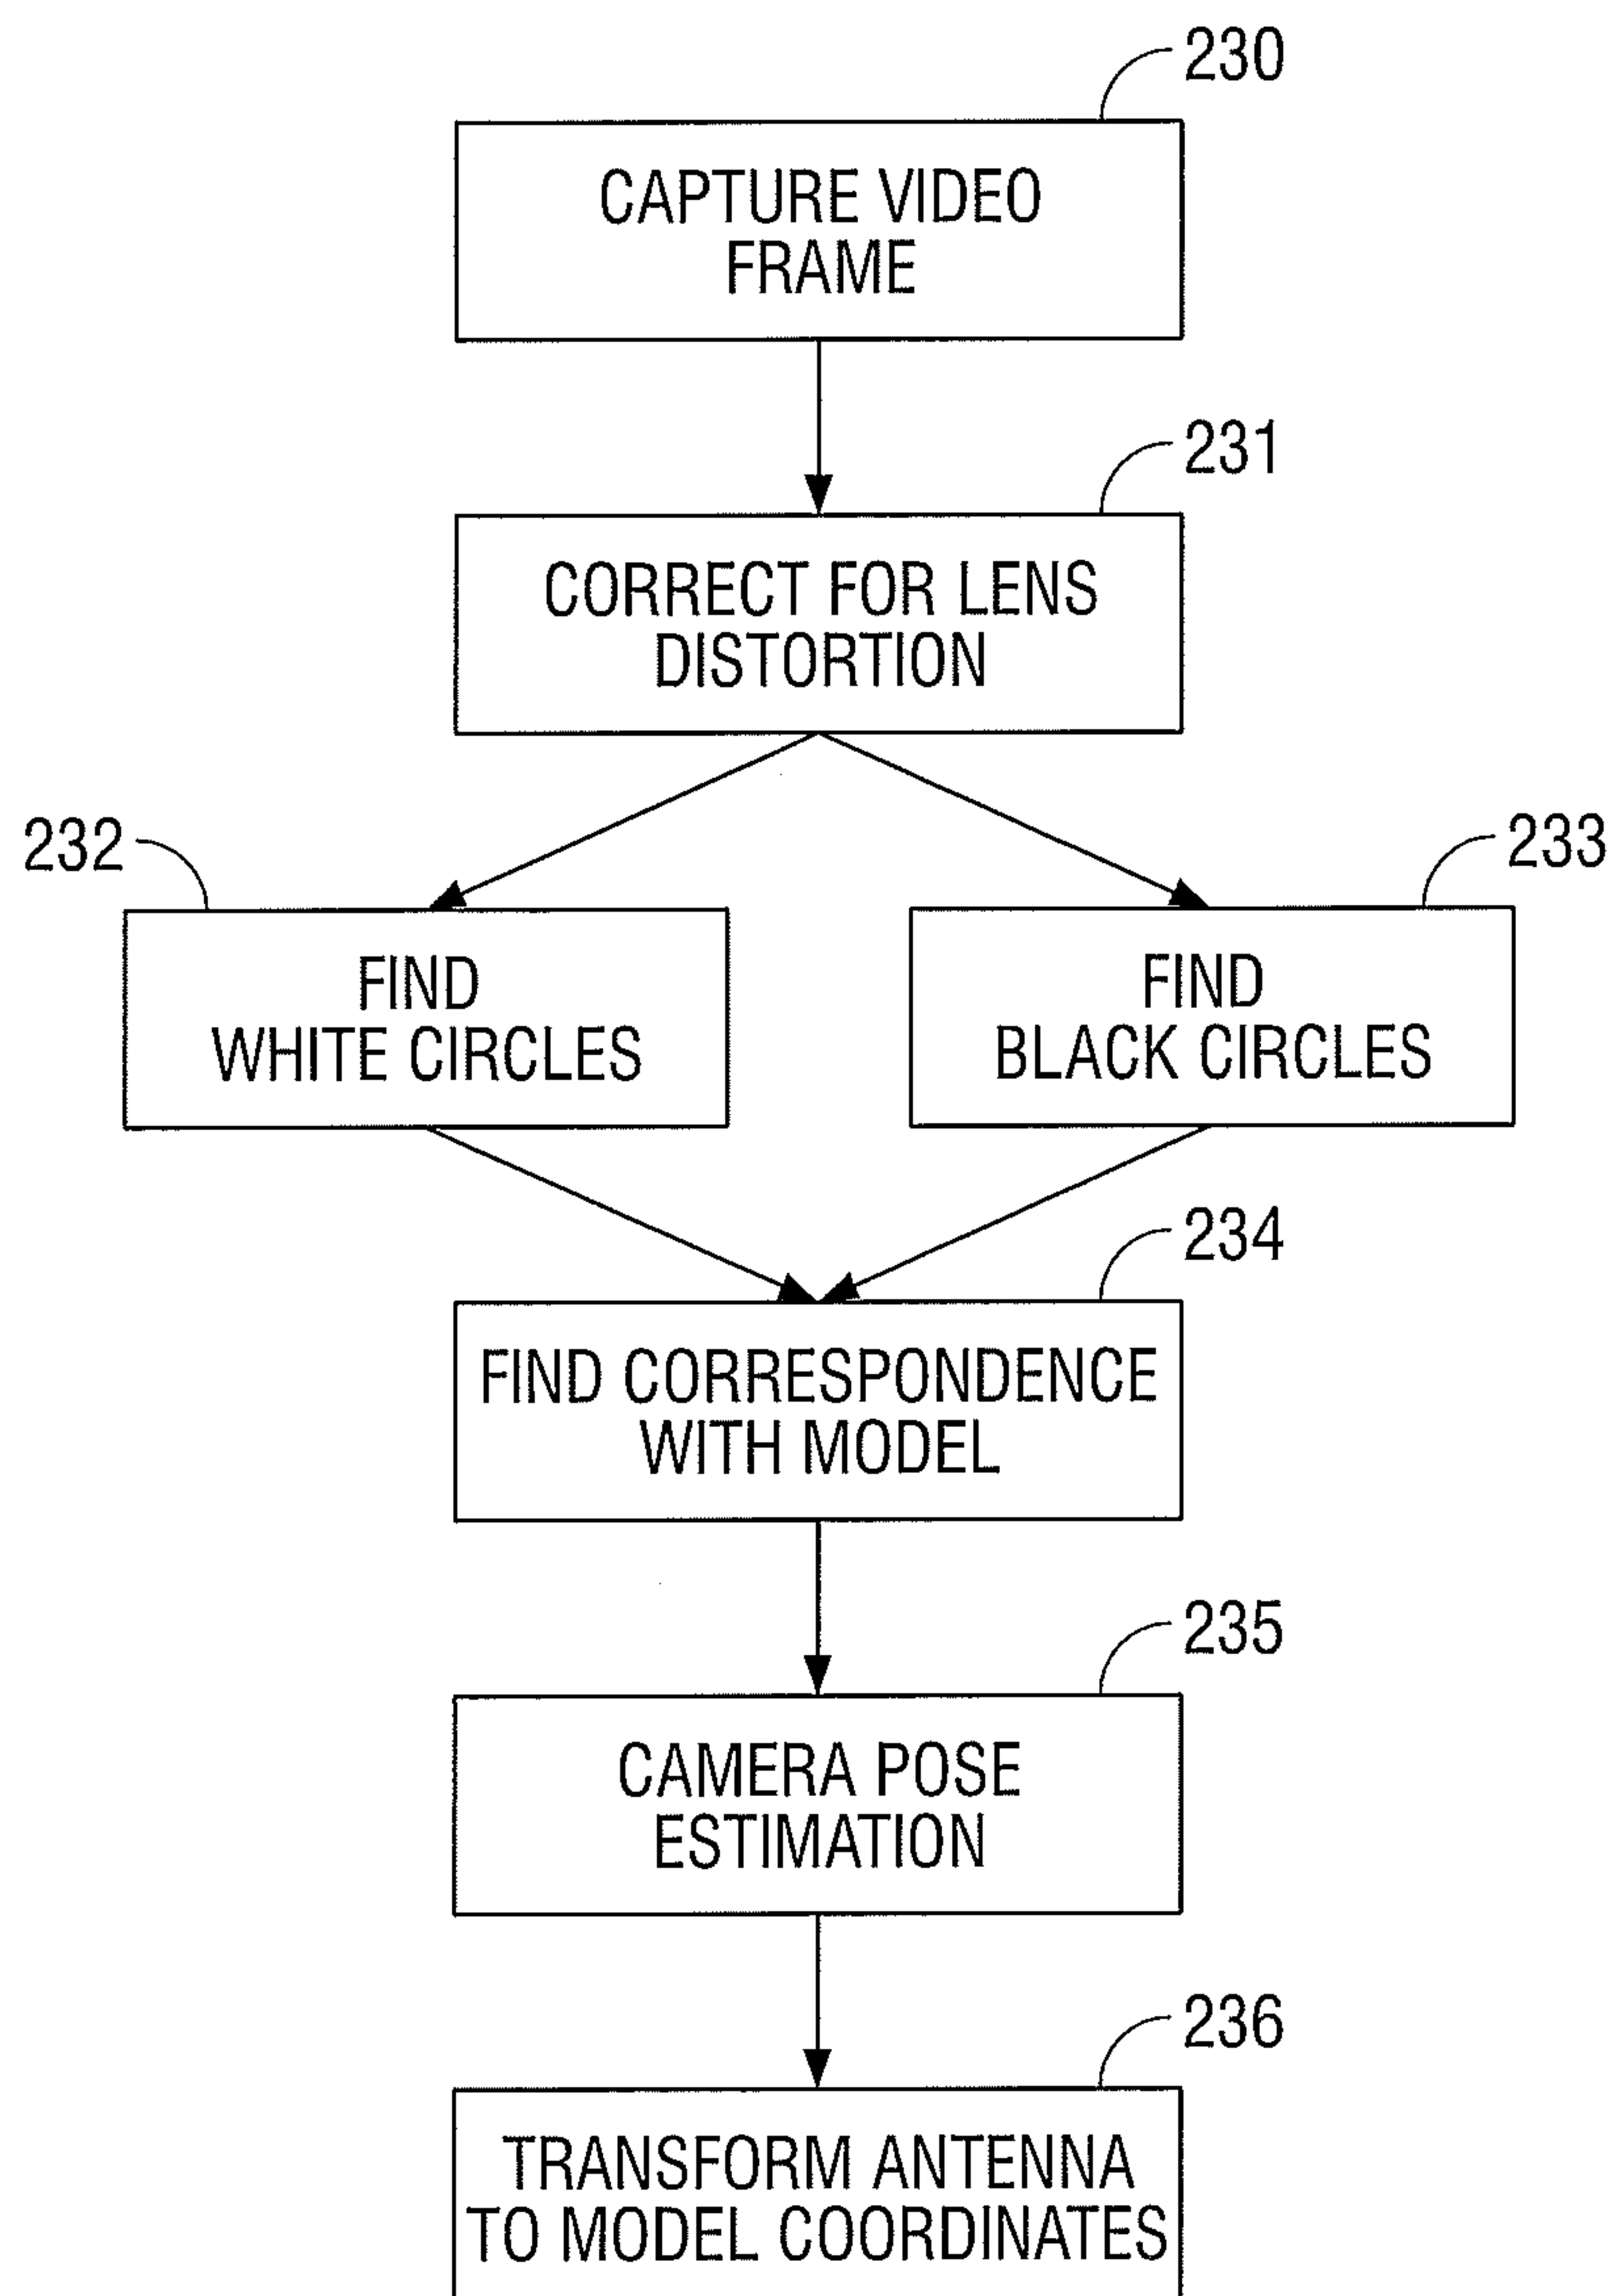 230
CAPTURE VIDEO
FRAME
231
CORRECT FOR LENS
DISTORTION
232
233
FIND
WHITE CIRCLES
FIND
BLACK CIRCLES
234
FIND CORRESPONDENCE
WITH MODEL
235
CAMERA POSE
ESTIMATION
236
TRANSFORM ANTENNA
TO MODEL COORDINATES